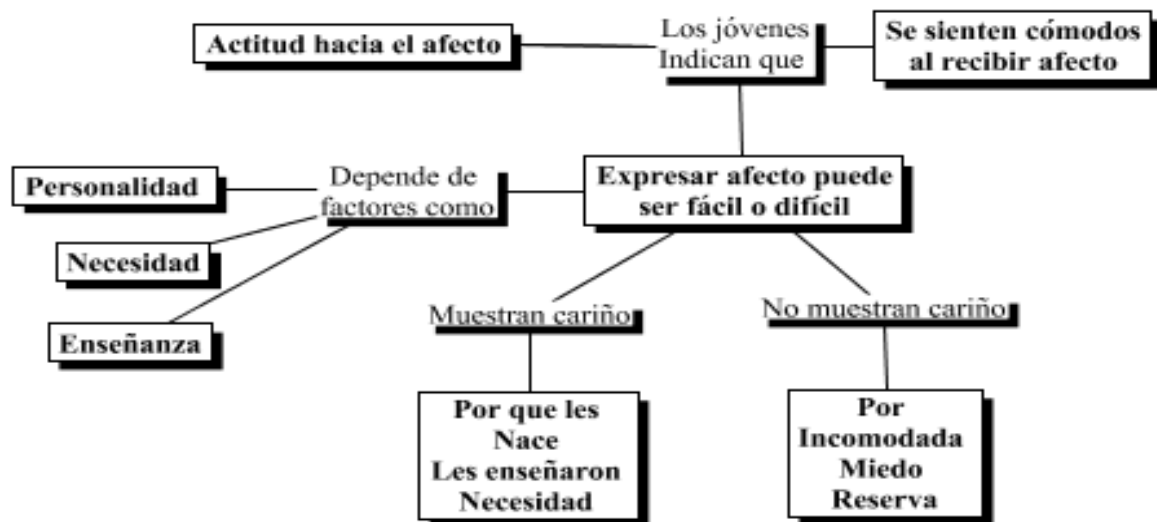 Actitud hacia el afecto
Los jóvenes
Indican que
Se sienten cómodos
al recibir afecto
Personalidad
Depende de
factores como
Expresar afecto puede
ser fácil o difícil
Necesidad
Enseñanza
Muestran cariño
No muestran cariño
Por que les
Nace
Les enseñaron
Necesidad
Por
Incomodada
Miedo
Reserva